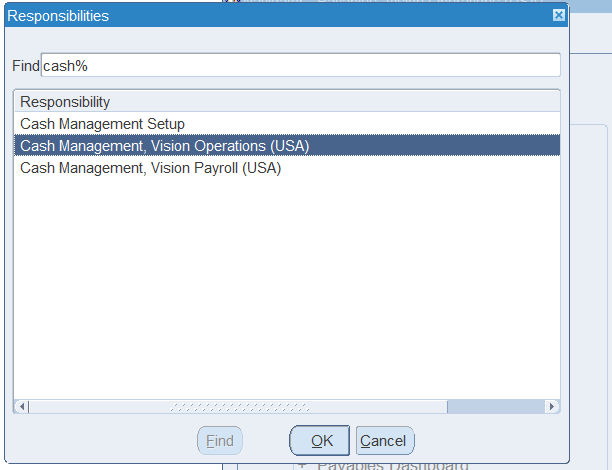 Responsibilities
Find cash%
Responsibility
Cash Management Setup
Cash Management, Vision Operations (USA)
Cash Management, Vision Payroll (USA)
Find OK Cancel
+ Payables Dashboard